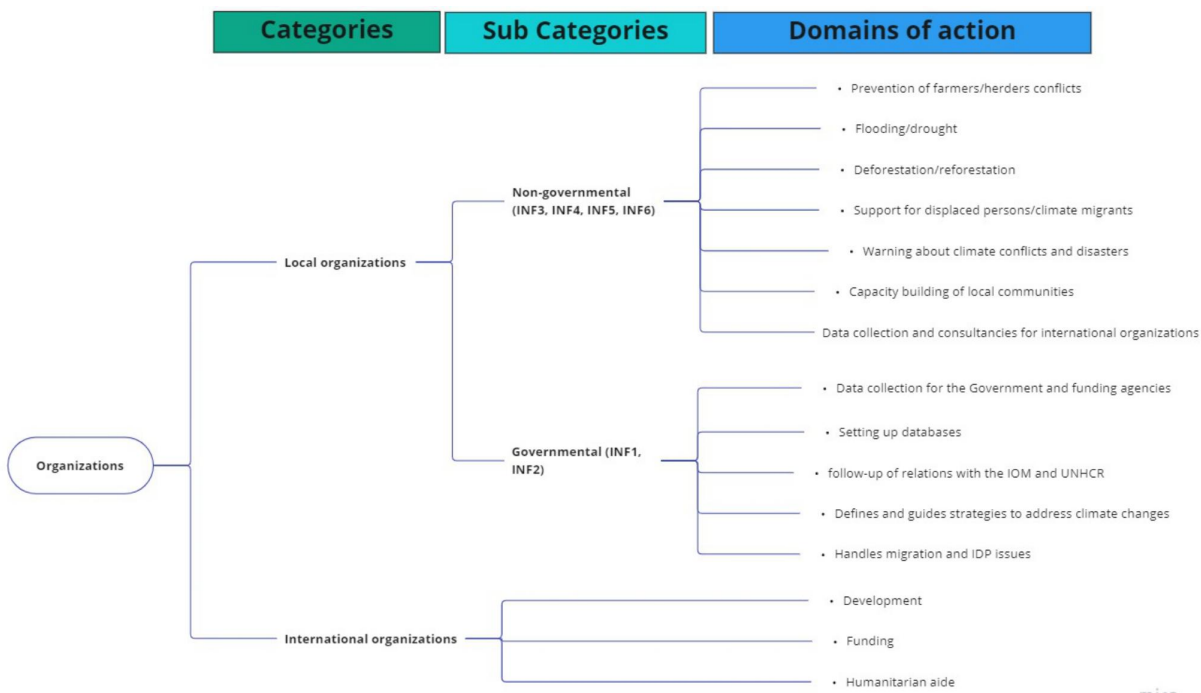 Categories
Sub Categories
Domains of action
• Prevention of farmers/herders conflicts
• Flooding/drought
• Deforestation/reforestation
Non-governmental
(INF3, INF4, INF5, INF6)
• Support for displaced persons/climate migrants
• Warning about climate conflicts and disasters
Local organizations
• Capacity building of local communities
Data collection and consultancies for international organizations
• Data collection for the Government and funding agencies
• Setting up databases
Governmental (INF1,
INF2)
Organizations
• follow-up of relations with the IOM and UNHCR
• Defines and guides strategies to address climate changes
• Handles migration and IDP issues
• Development
International organizations
• Funding
• Humanitarian aide